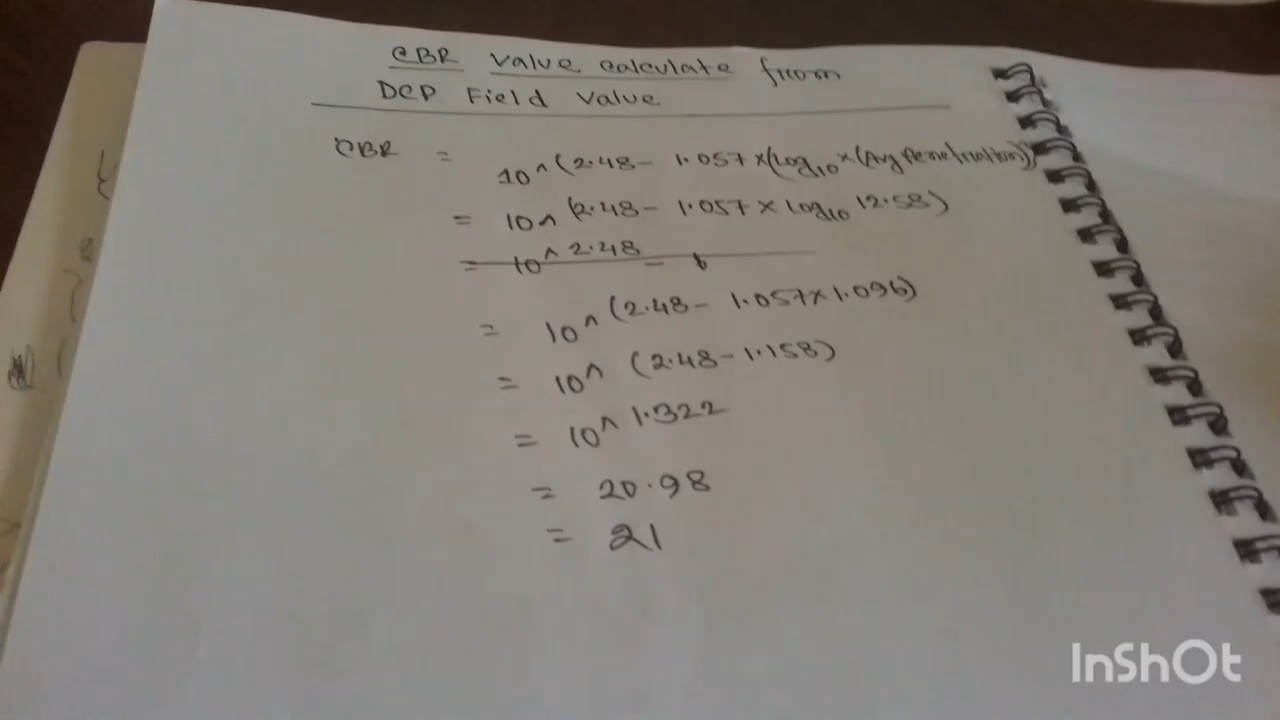 CBR value calculate from
DCP Field Value
CBR = 10^(2.48- 1.057×(Log10×(Avg Penetration))
= 10^(2.48- 1.057×Log10 12.58)
= 10^2.48 -
= 10^(2.48- 1.057×1.096)
= 10^(2.48-1.158)
= 10^1.322
= 20.98
= 21
InShOt